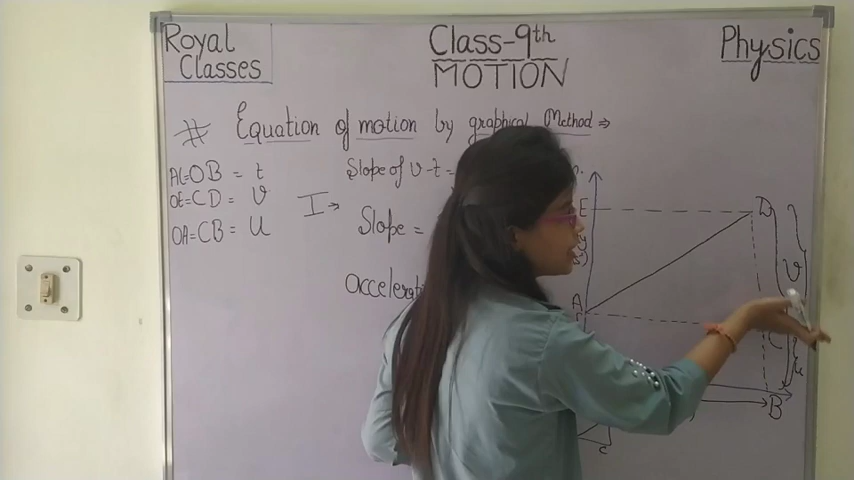 Royal
Classes
Class-9th
MOTION
Physics
# Equation of motion by graphical Method ⇒
AC=OB = t
OE=CD = v
OA=CB = u
I →
Slope of v-t =
Slope =
E
D
A
v
u
B
C